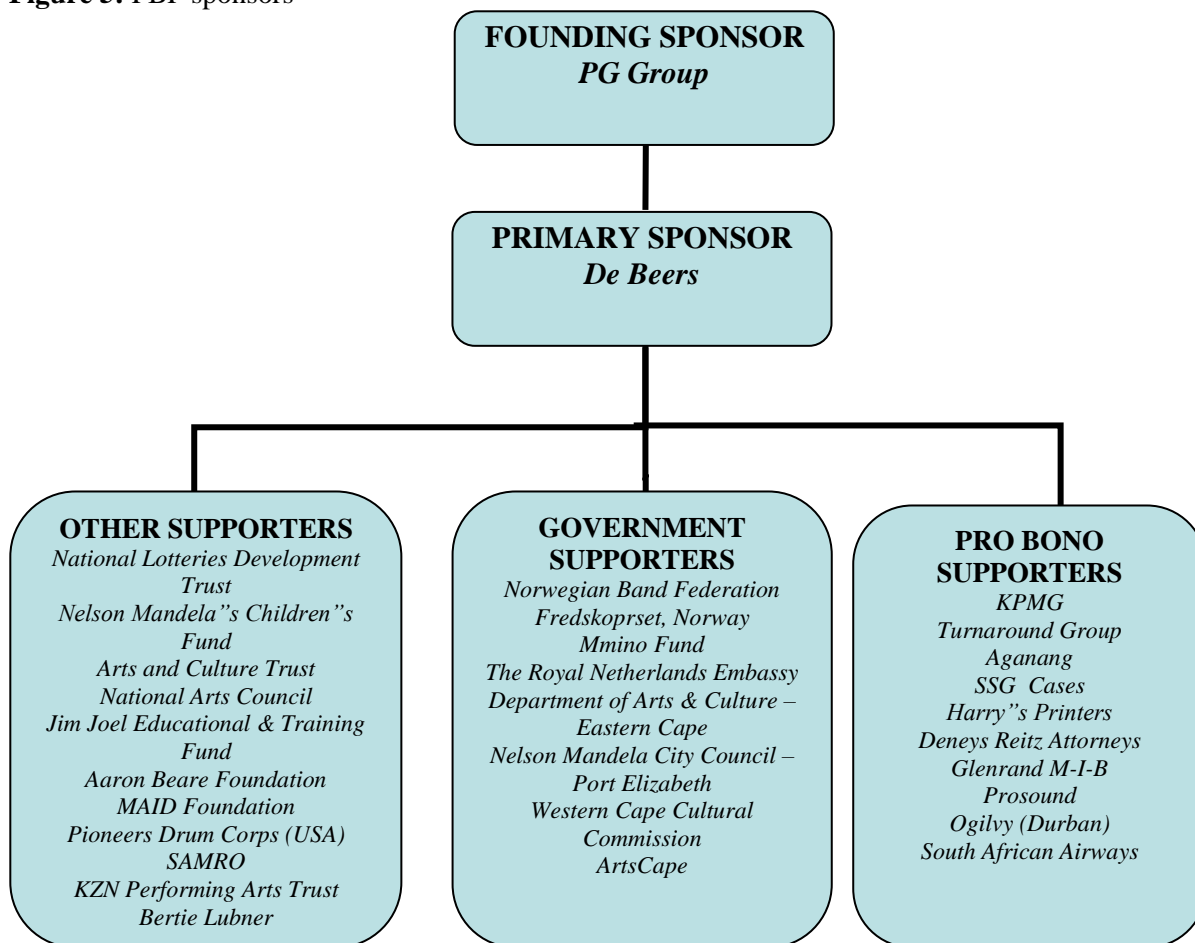 FOUNDING SPONSOR
PG Group
PRIMARY SPONSOR
De Beers
OTHER SUPPORTERS
National Lotteries Development
Trust
Nelson Mandela”s Children”s
Fund
Arts and Culture Trust
National Arts Council
Jim Joel Educational & Training
Fund
Aaron Beare Foundation
MAID Foundation
Pioneers Drum Corps (USA)
SAMRO
KZN Performing Arts Trust
Bertie Lubner
GOVERNMENT
SUPPORTERS
Norwegian Band Federation
Fredskoprset, Norway
Mmino Fund
The Royal Netherlands Embassy
Department of Arts & Culture –
Eastern Cape
Nelson Mandela City Council –
Port Elizabeth
Western Cape Cultural
Commission
ArtsCape
PRO BONO
SUPPORTERS
KPMG
Turnaround Group
Aganang
SSG Cases
Harry”s Printers
Deneys Reitz Attorneys
Glenrand M-I-B
Prosound
Ogilvy (Durban)
South African Airways